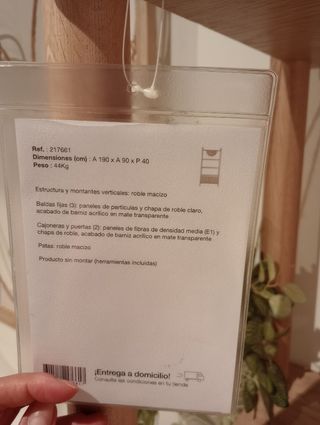 Ref. : 217661
Dimensiones (cm) : A 190 x A 90 x P 40
Peso : 44Kg
Estructura y montantes verticales: roble macizo
Baldas fijas (3): paneles de partículas y chapa de roble claro,
acabado de barniz acrílico en mate transparente
Cajoneras y puertas (2): paneles de fibras de densidad media (E1) y
chapa de roble, acabado de barniz acrílico en mate transparente
Patas: roble macizo
Producto sin montar (herramientas incluidas)
¡Entrega a domicilio!
Consulta las condiciones en tu tienda